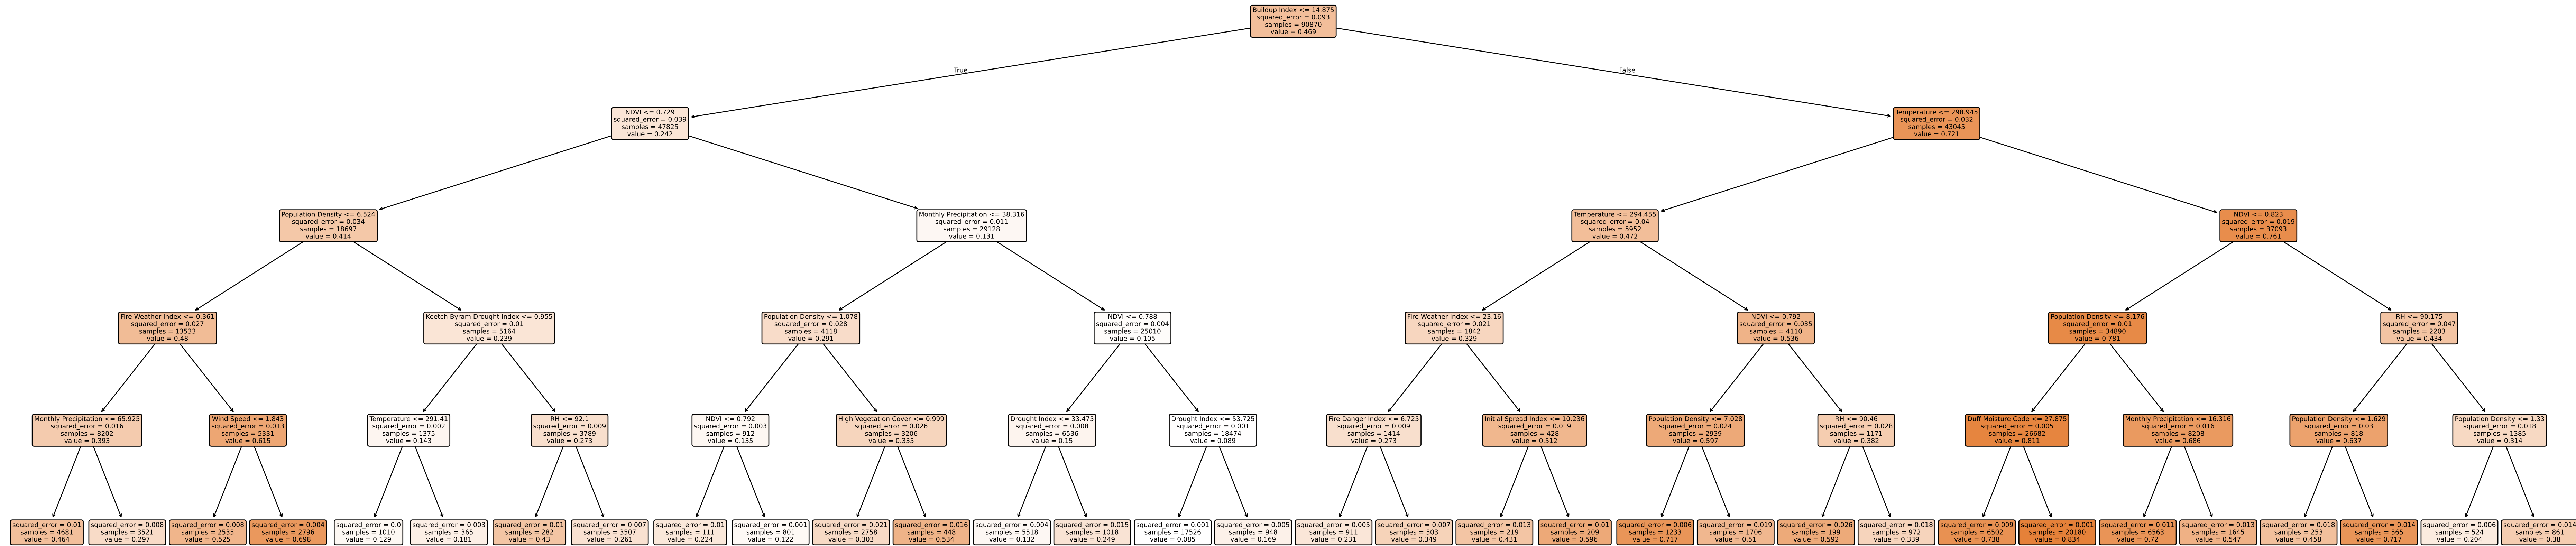 Buildup Index <= 14.875
squared_error = 0.093
samples = 90870
value = 0.469
True
False
NDVI <= 0.729
squared_error = 0.039
samples = 47825
value = 0.242
Temperature <= 298.945
squared_error = 0.032
samples = 43045
value = 0.721
Population Density <= 6.524
squared_error = 0.034
samples = 18697
value = 0.414
Monthly Precipitation <= 38.316
squared_error = 0.011
samples = 29128
value = 0.131
Temperature <= 294.455
squared_error = 0.04
samples = 5952
value = 0.472
NDVI <= 0.823
squared_error = 0.019
samples = 37093
value = 0.761
Fire Weather Index <= 0.361
squared_error = 0.027
samples = 13533
value = 0.48
Keetch-Byram Drought Index <= 0.955
squared_error = 0.01
samples = 5164
value = 0.239
Population Density <= 1.078
squared_error = 0.028
samples = 4118
value = 0.291
NDVI <= 0.788
squared_error = 0.004
samples = 25010
value = 0.105
Fire Weather Index <= 23.16
squared_error = 0.021
samples = 1842
value = 0.329
NDVI <= 0.792
squared_error = 0.035
samples = 4110
value = 0.536
Population Density <= 8.176
squared_error = 0.01
samples = 34890
value = 0.781
RH <= 90.175
squared_error = 0.047
samples = 2203
value = 0.434
Monthly Precipitation <= 65.925
squared_error = 0.016
samples = 8202
value = 0.393
Wind Speed <= 1.843
squared_error = 0.013
samples = 5331
value = 0.615
Temperature <= 291.41
squared_error = 0.002
samples = 1375
value = 0.143
RH <= 92.1
squared_error = 0.009
samples = 3789
value = 0.273
NDVI <= 0.792
squared_error = 0.003
samples = 912
value = 0.135
High Vegetation Cover <= 0.999
squared_error = 0.026
samples = 3206
value = 0.335
Drought Index <= 33.475
squared_error = 0.008
samples = 6536
value = 0.15
Drought Index <= 53.725
squared_error = 0.001
samples = 18474
value = 0.089
Fire Danger Index <= 6.725
squared_error = 0.009
samples = 1414
value = 0.273
Initial Spread Index <= 10.236
squared_error = 0.019
samples = 428
value = 0.512
Population Density <= 7.028
squared_error = 0.024
samples = 2939
value = 0.597
RH <= 90.46
squared_error = 0.028
samples = 1171
value = 0.382
Duff Moisture Code <= 27.875
squared_error = 0.005
samples = 26682
value = 0.811
Monthly Precipitation <= 16.316
squared_error = 0.016
samples = 8208
value = 0.686
Population Density <= 1.629
squared_error = 0.03
samples = 818
value = 0.637
Population Density <= 1.33
squared_error = 0.018
samples = 1385
value = 0.314
squared_error = 0.01
samples = 4681
value = 0.464
squared_error = 0.008
samples = 3521
value = 0.297
squared_error = 0.008
samples = 2535
value = 0.525
squared_error = 0.004
samples = 2796
value = 0.698
squared_error = 0.0
samples = 1010
value = 0.129
squared_error = 0.003
samples = 365
value = 0.181
squared_error = 0.01
samples = 282
value = 0.43
squared_error = 0.007
samples = 3507
value = 0.261
squared_error = 0.01
samples = 111
value = 0.224
squared_error = 0.001
samples = 801
value = 0.122
squared_error = 0.021
samples = 2758
value = 0.303
squared_error = 0.016
samples = 448
value = 0.534
squared_error = 0.004
samples = 5518
value = 0.132
squared_error = 0.015
samples = 1018
value = 0.249
squared_error = 0.001
samples = 17526
value = 0.085
squared_error = 0.005
samples = 948
value = 0.169
squared_error = 0.005
samples = 911
value = 0.231
squared_error = 0.007
samples = 503
value = 0.349
squared_error = 0.013
samples = 219
value = 0.431
squared_error = 0.01
samples = 209
value = 0.596
squared_error = 0.006
samples = 1233
value = 0.717
squared_error = 0.019
samples = 1706
value = 0.51
squared_error = 0.026
samples = 199
value = 0.592
squared_error = 0.018
samples = 972
value = 0.339
squared_error = 0.009
samples = 6502
value = 0.738
squared_error = 0.001
samples = 20180
value = 0.834
squared_error = 0.011
samples = 6563
value = 0.72
squared_error = 0.013
samples = 1645
value = 0.547
squared_error = 0.018
samples = 253
value = 0.458
squared_error = 0.014
samples = 565
value = 0.717
squared_error = 0.006
samples = 524
value = 0.204
squared_error = 0.014
samples = 861
value = 0.38